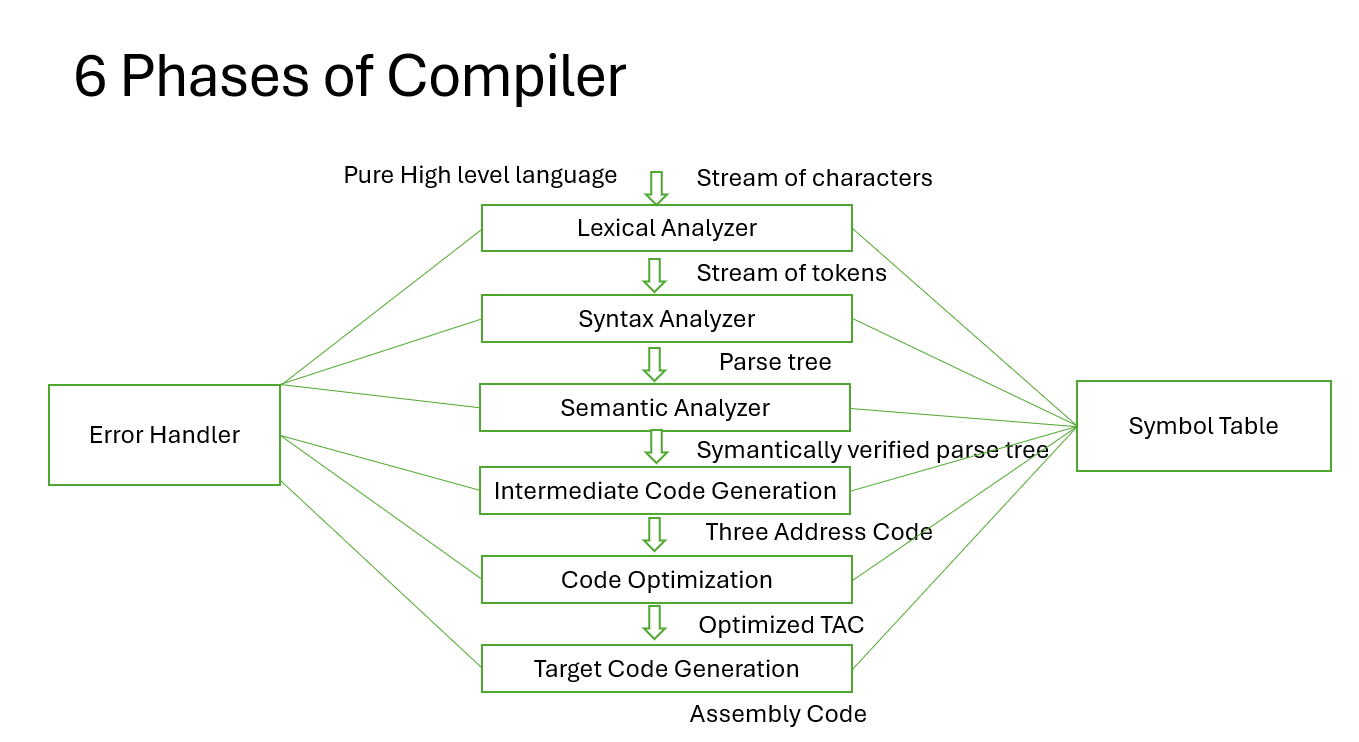 6 Phases of Compiler
Pure High level language
Stream of characters
Lexical Analyzer
Stream of tokens
Syntax Analyzer
Parse tree
Semantic Analyzer
Error Handler
Symbol Table
Symantically verified parse tree
Intermediate Code Generation
Three Address Code
Code Optimization
Optimized TAC
Target Code Generation
Assembly Code